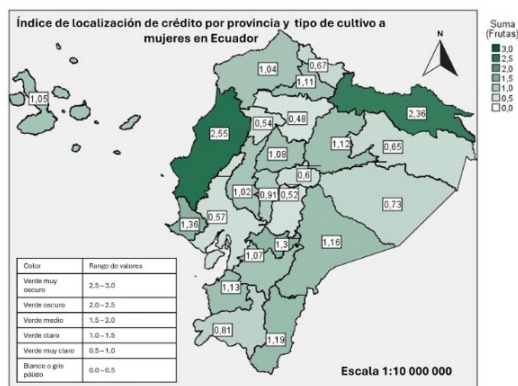 Índice de localización de crédito por provincia y tipo de cultivo a
mujeres en Ecuador
Suma
(Frutas)
3,0
2,5
2,0
1,5
1,0
0,5
0,0
N
1,04
0,67
1,11
1,05
2,36
2,55
0,54
0,48
1,12
0,65
1,08
0,6
1,02
0,91
0,52
0,73
1,36
0,57
1,3
1,16
1,07
1,13
0,81
1,19
Color
Rango de valores
Verde muy
oscuro
2.5 – 3.0
Verde oscuro
2.0 – 2.5
Verde medio
1.5 – 2.0
Verde claro
1.0 – 1.5
Verde muy claro
0.5 – 1.0
Blanco o gris
pálido
0.0 – 0.5
Escala 1:10 000 000